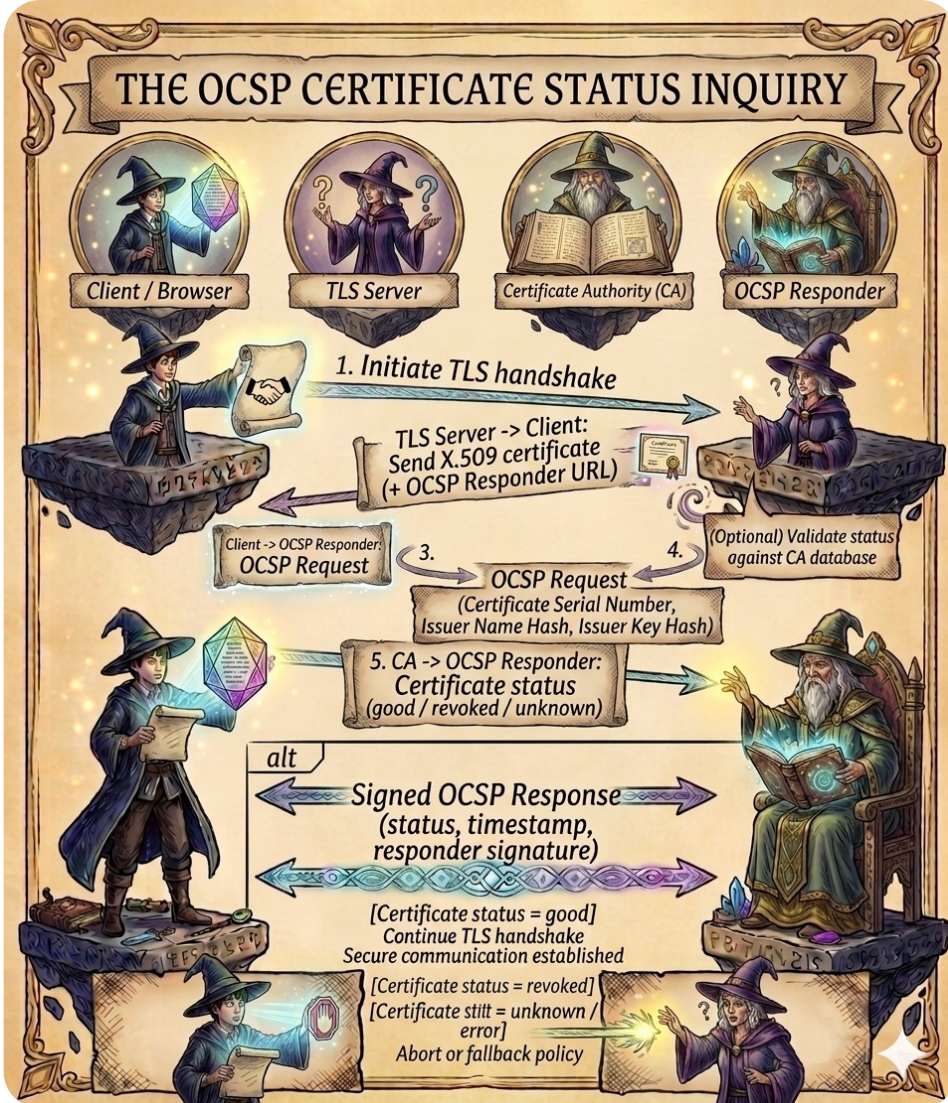 THE OCSP CERTIFICATE STATUS INQUIRY
Client / Browser
TLS Server
Certificate Authority (CA)
OCSP Responder
1. Initiate TLS handshake
TLS Server -> Client:
Send X.509 certificate
(+ OCSP Responder URL)
Client -> OCSP Responder:
OCSP Request
3.
4.
(Optional) Validate status
against CA database
OCSP Request
(Certificate Serial Number,
Issuer Name Hash, Issuer Key Hash)
5. CA -> OCSP Responder:
Certificate status
(good / revoked / unknown)
alt
Signed OCSP Response
(status, timestamp,
responder signature)
[Certificate status = good]
Continue TLS handshake
Secure communication established
[Certificate status = revoked]
[Certificate stitt = unknown /
error]
Abort or fallback policy